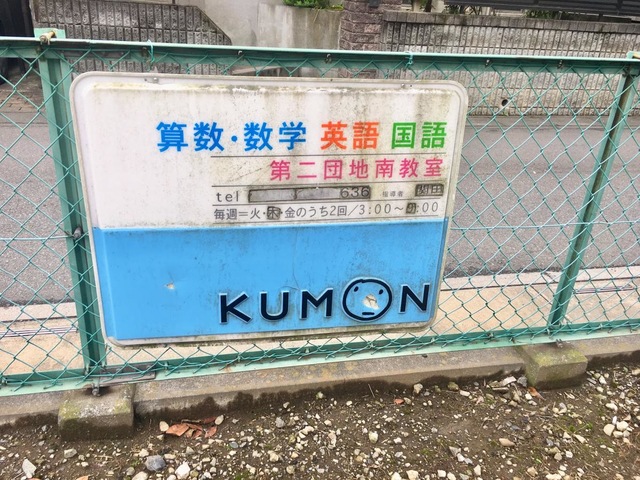 算数・数学 英語 国語
第二団地南教室
tel 636 指導者
毎週=火・木・金のうち2回/3:00~:00
KUMON